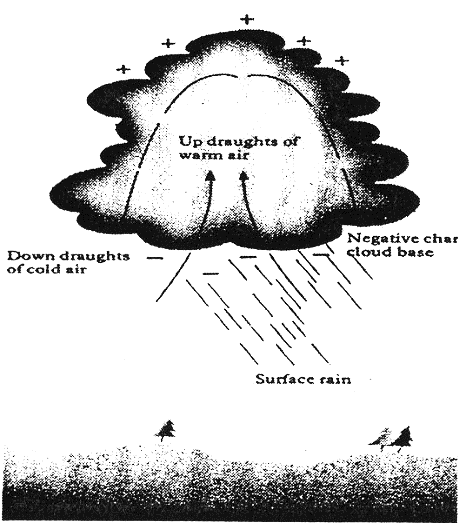 + + + + +
Up draughts of
warm air
Down draughts
of cold air
Negative char
cloud base
Surface rain